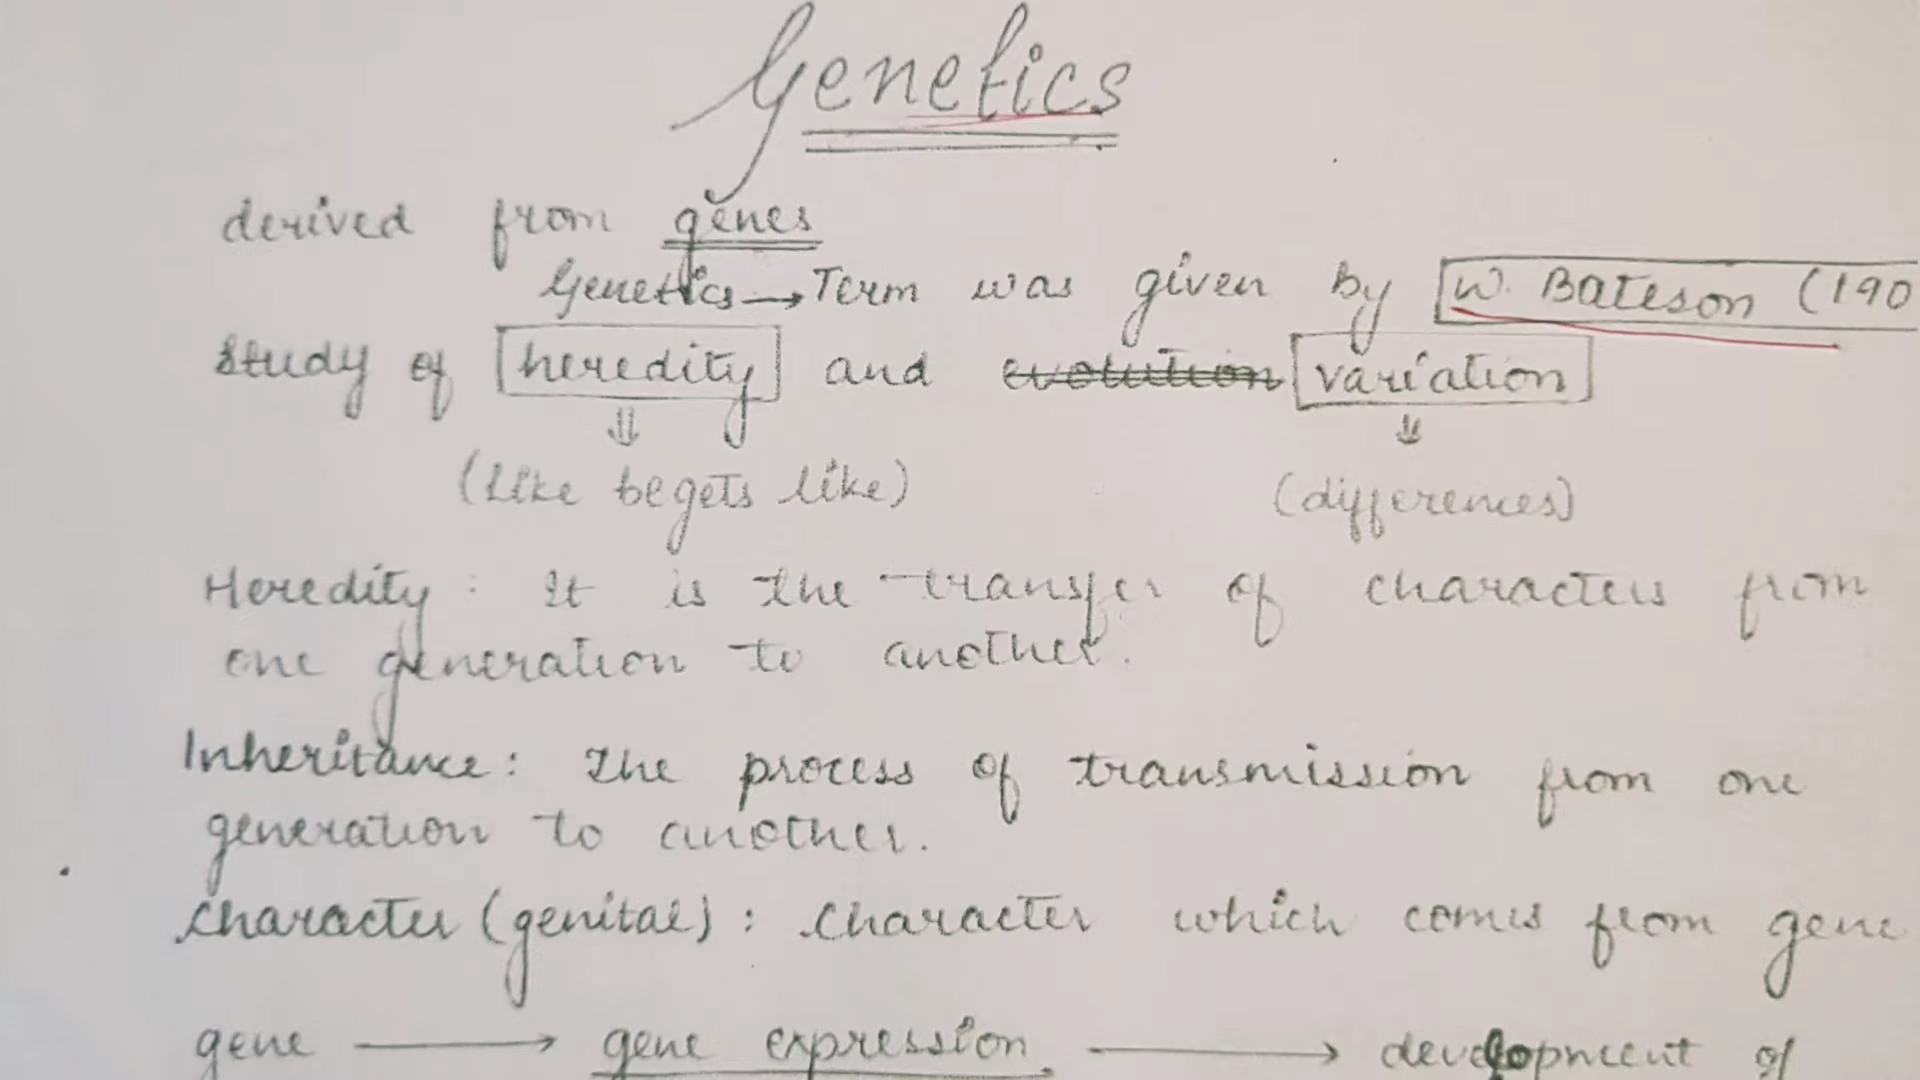 Genetics
derived from genes
Genetics → Term was given by W. Bateson (190
study of heredity and evolution variation
(like begets like) (differences)
Heredity: It is the transfer of characters from
one generation to another.
Inheritance: The process of transmission from one
generation to another.
Character (genital): Character which comes from gene
gene → gene expression → development of